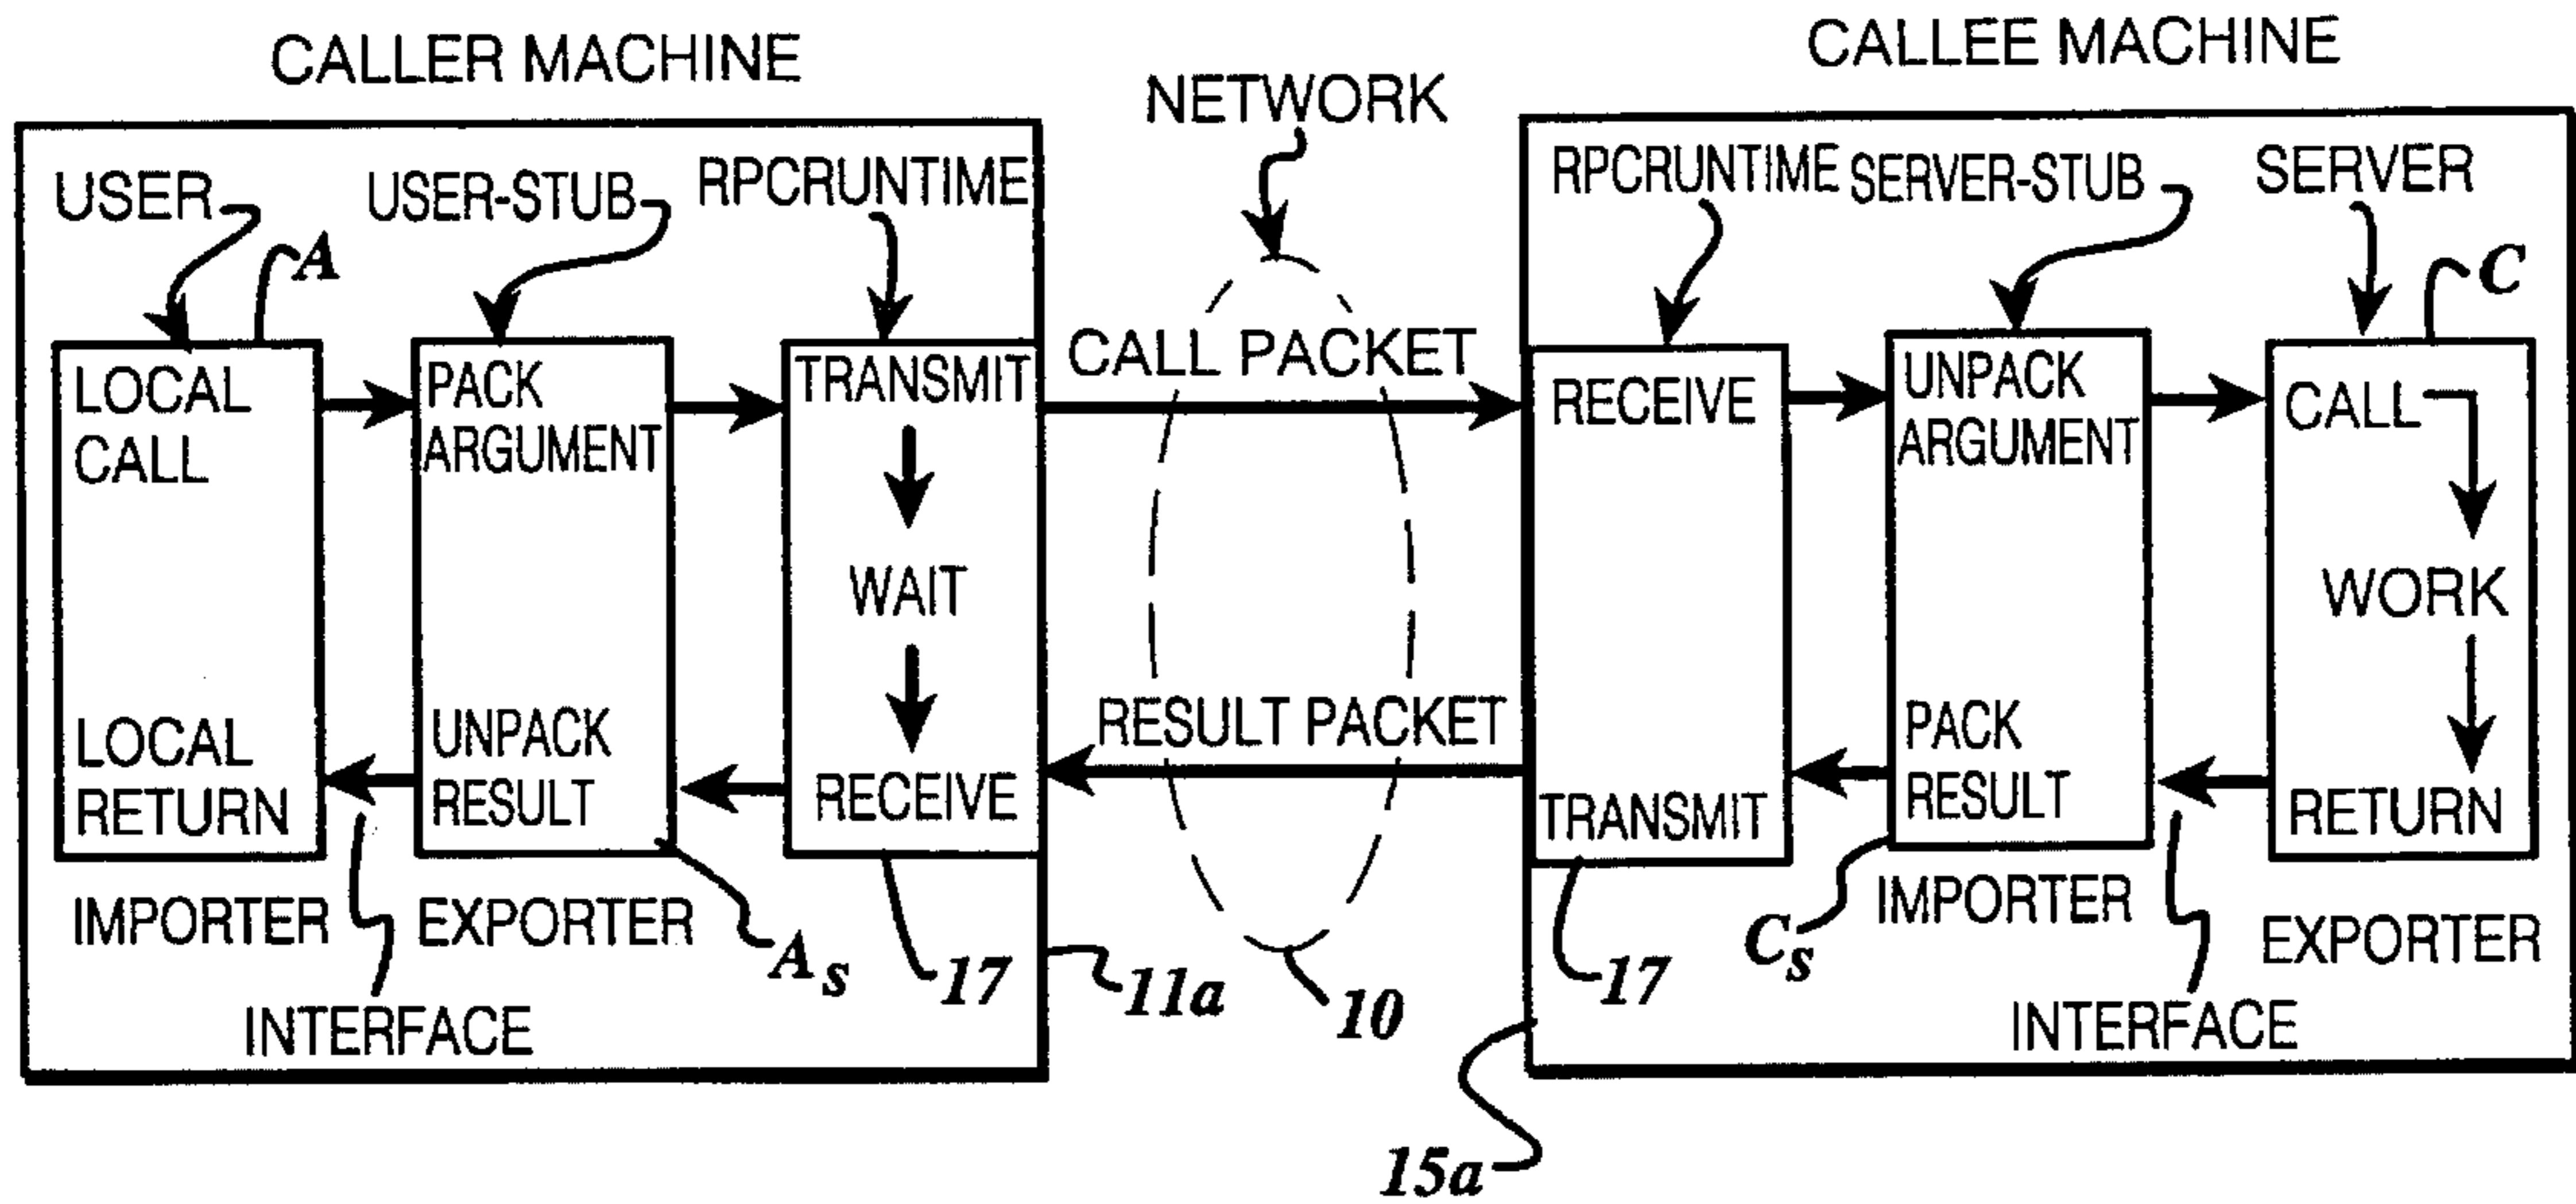 CALLER MACHINE
CALLEE MACHINE
NETWORK
USER
USER-STUB
RPCRUNTIME
A
LOCAL
CALL
LOCAL
RETURN
PACK
ARGUMENT
UNPACK
RESULT
TRANSMIT
WAIT
RECEIVE
IMPORTER
EXPORTER
INTERFACE
As
17
11a
CALL PACKET
RESULT PACKET
10
RPCRUNTIME
SERVER-STUB
SERVER
C
RECEIVE
TRANSMIT
UNPACK
ARGUMENT
PACK
RESULT
CALL
WORK
RETURN
17
Cs
IMPORTER
EXPORTER
INTERFACE
15a